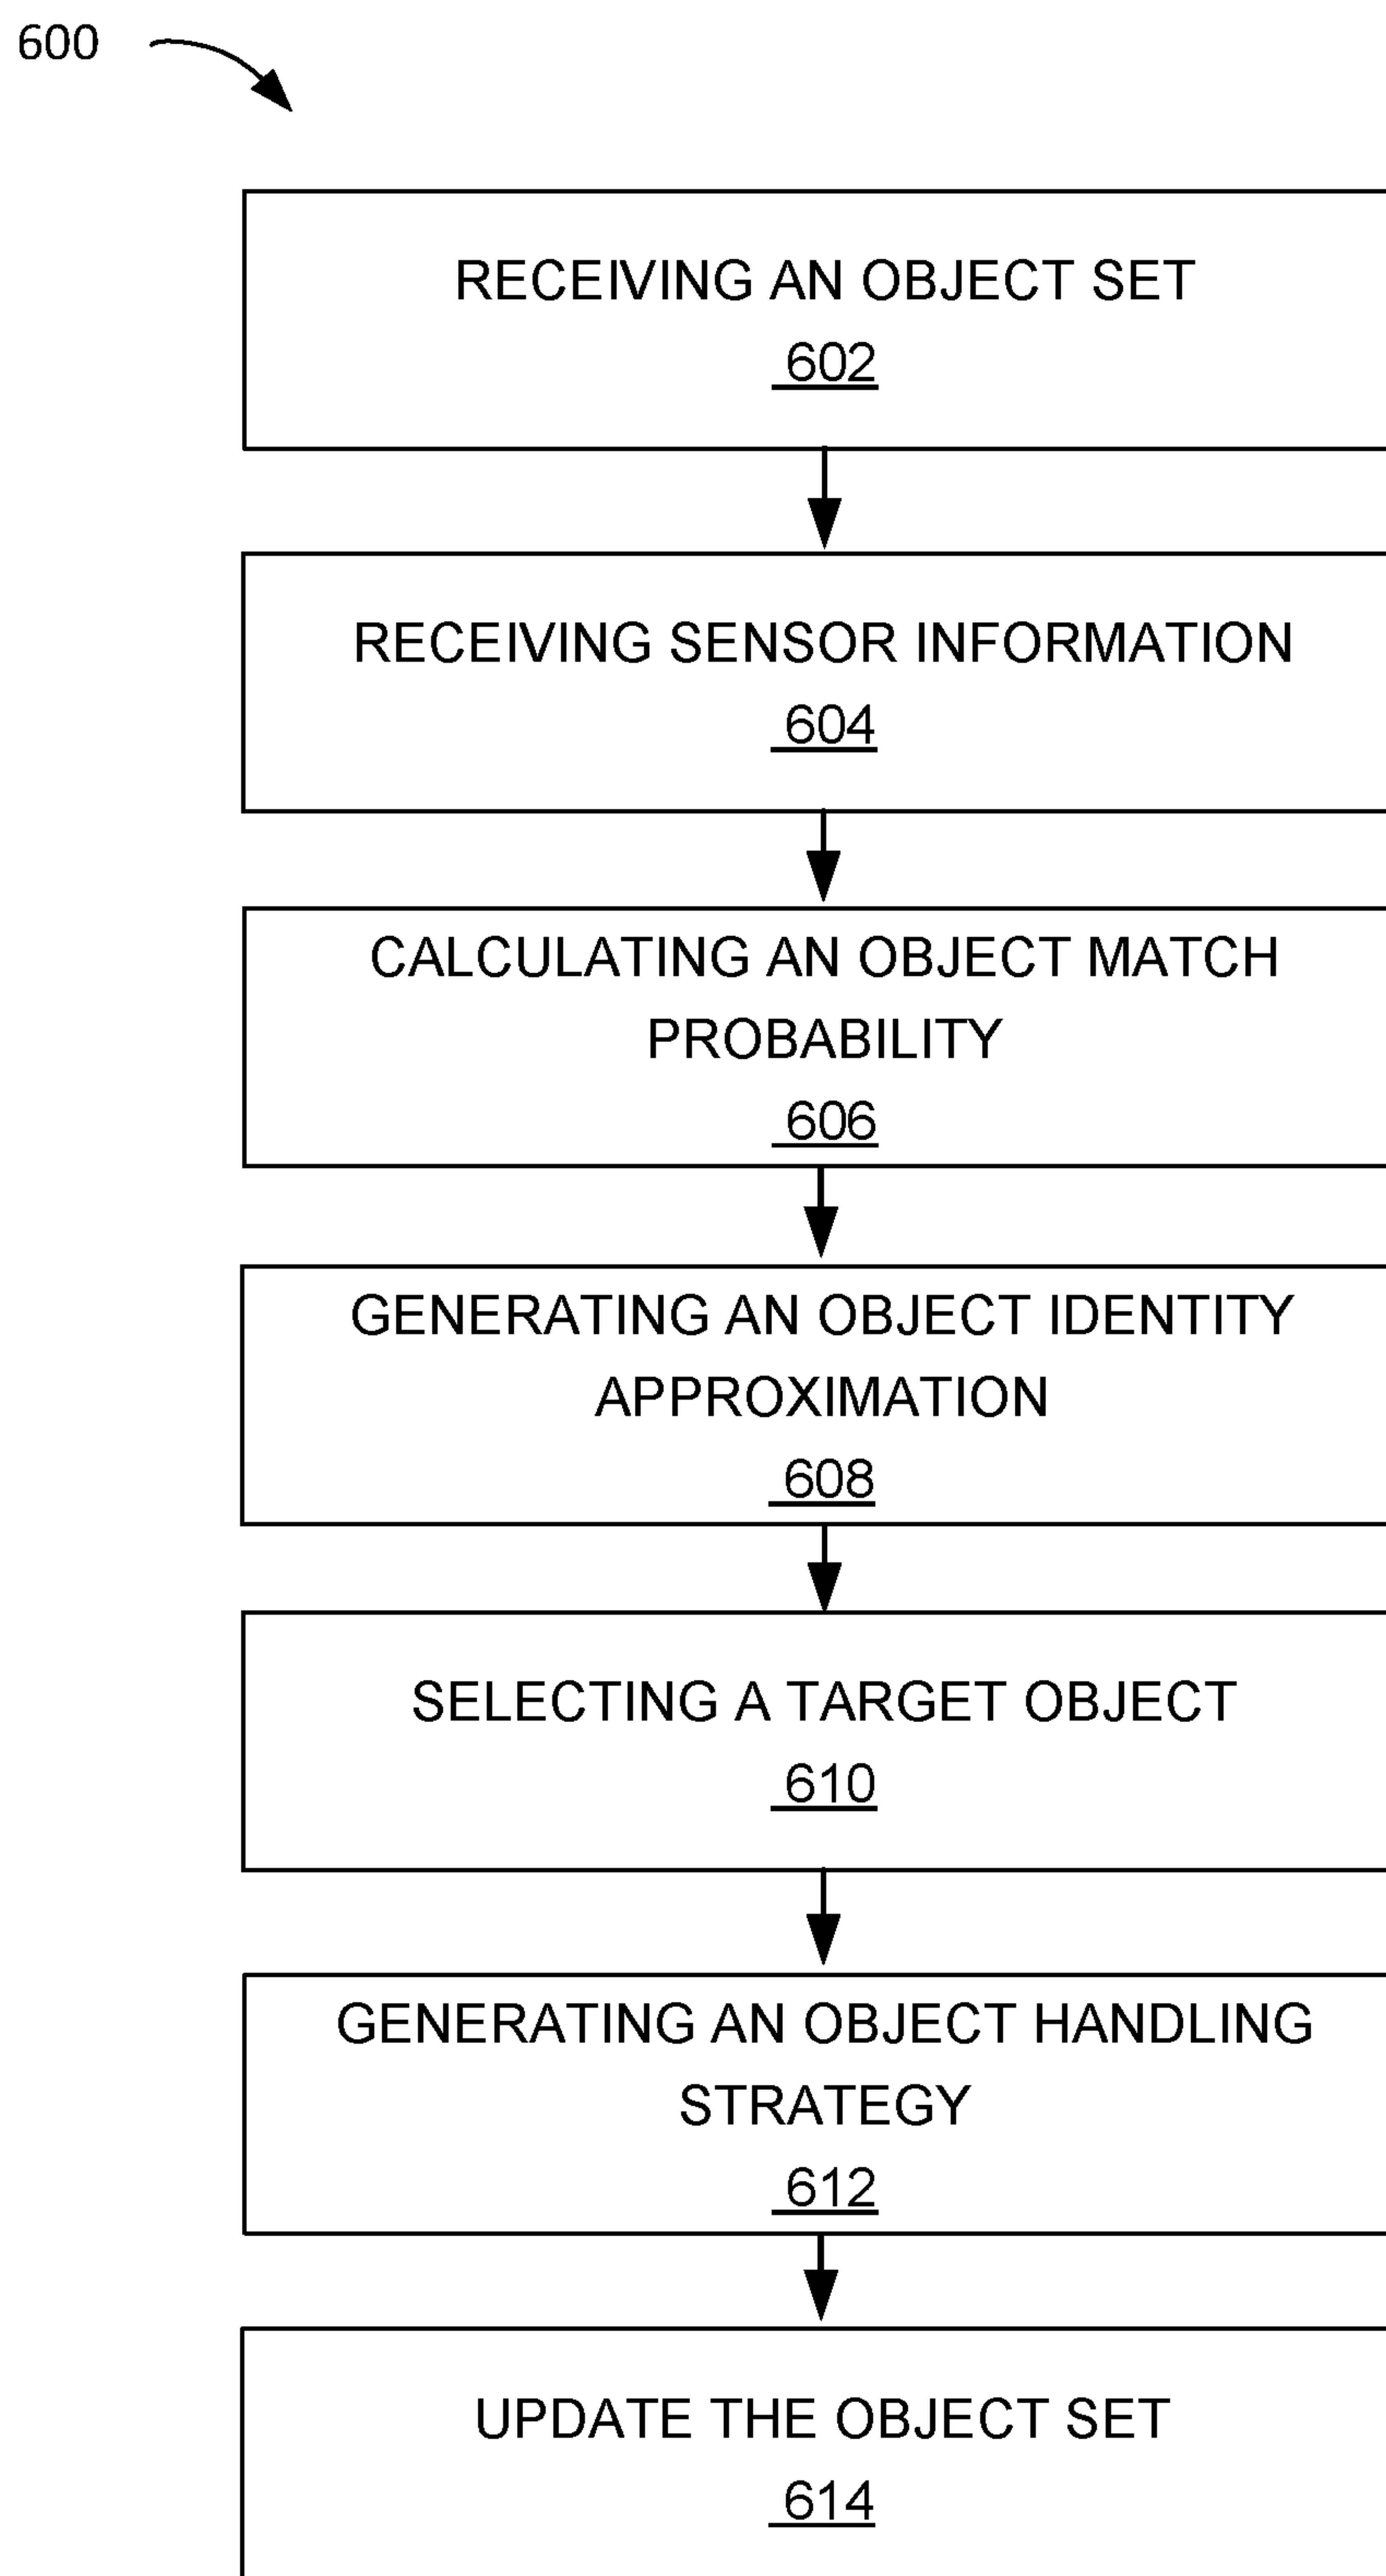 600
RECEIVING AN OBJECT SET
602
RECEIVING SENSOR INFORMATION
604
CALCULATING AN OBJECT MATCH
PROBABILITY
606
GENERATING AN OBJECT IDENTITY
APPROXIMATION
608
SELECTING A TARGET OBJECT
610
GENERATING AN OBJECT HANDLING
STRATEGY
612
UPDATE THE OBJECT SET
614